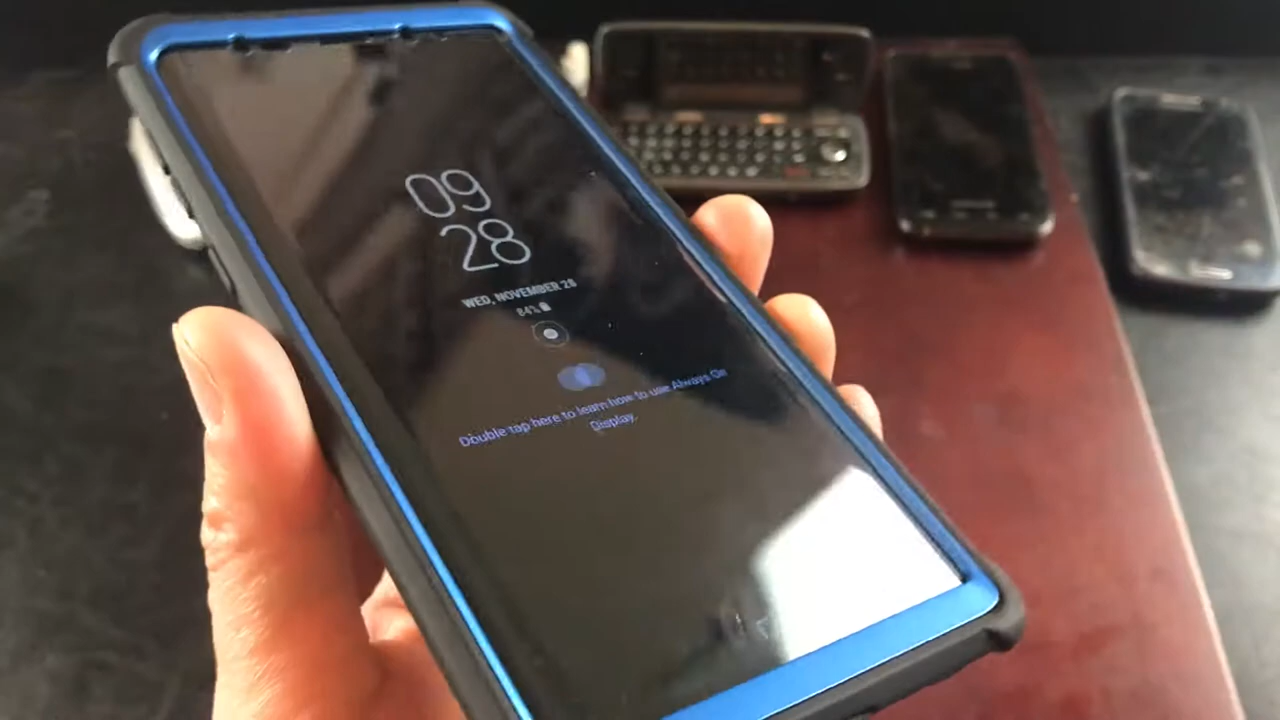 09
28
WED, NOVEMBER 28
84%
Double tap here to learn how to use Always On
Display.